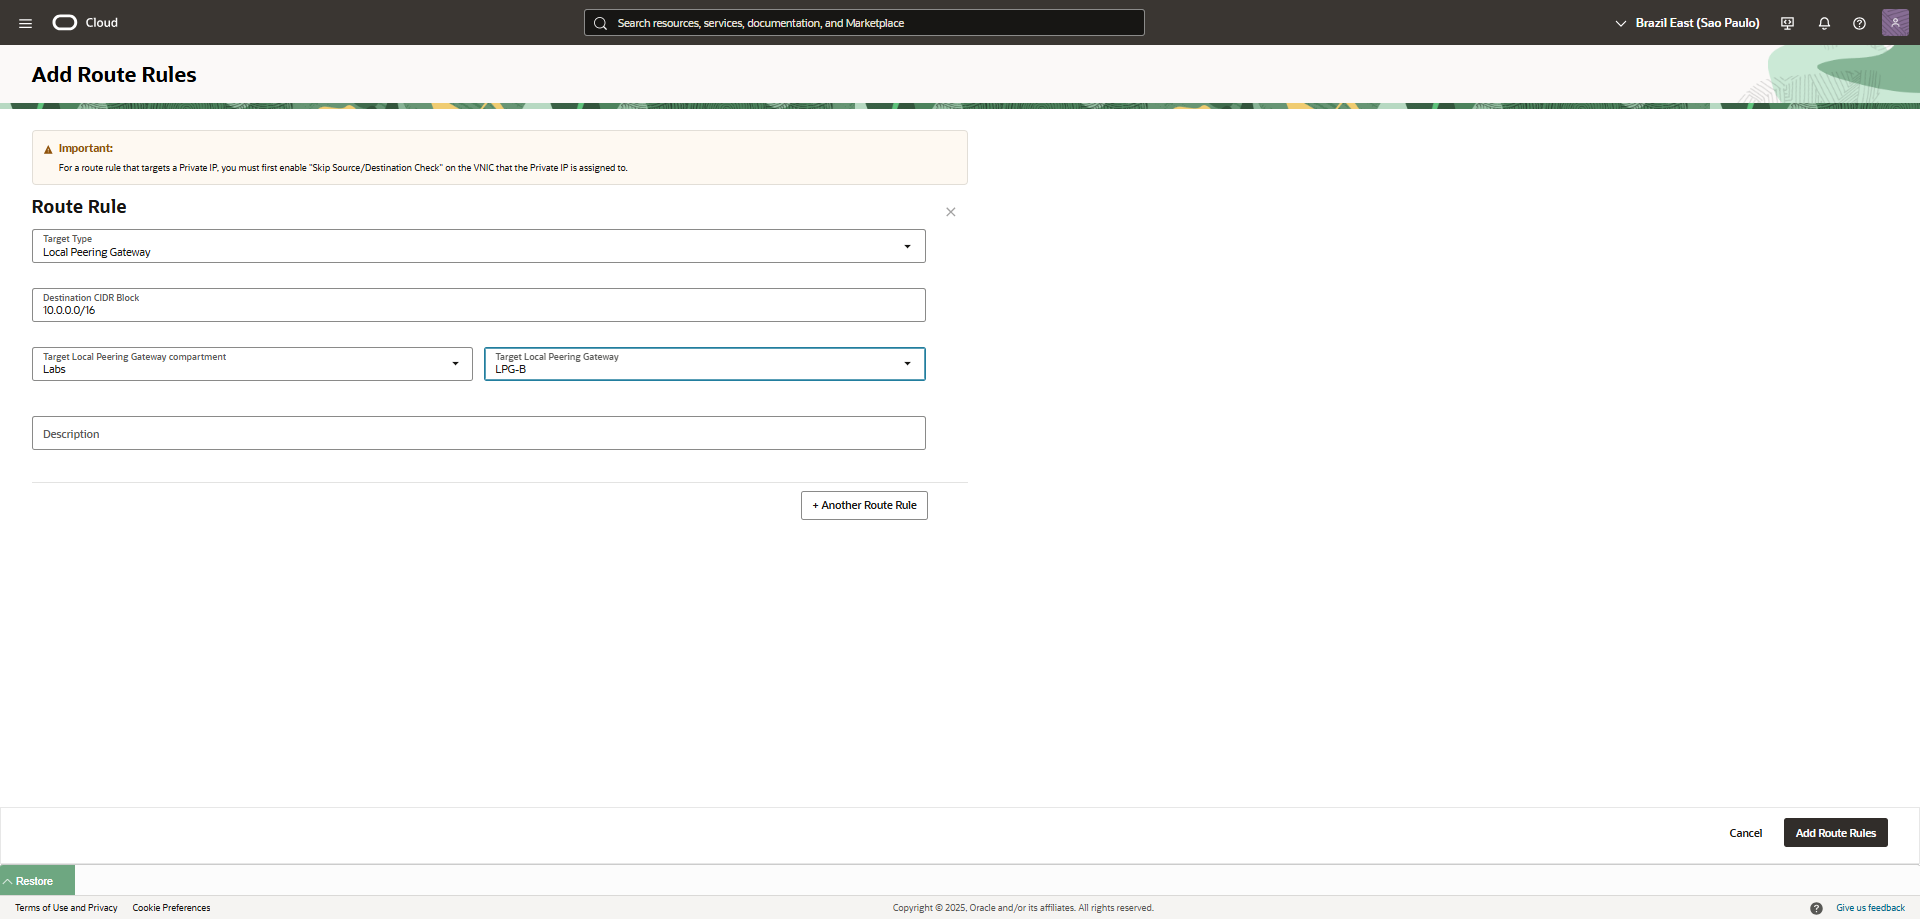 Cloud
Search resources, services, documentation, and Marketplace
Brazil East (Sao Paulo)
Add Route Rules
Important:
For a route rule that targets a Private IP, you must first enable "Skip Source/Destination Check" on the VNIC that the Private IP is assigned to.
Route Rule
Target Type
Local Peering Gateway
Destination CIDR Block
10.0.0.0/16
Target Local Peering Gateway compartment
Labs
Target Local Peering Gateway
LPG-B
Description
+ Another Route Rule
Cancel
Add Route Rules
Restore
Terms of Use and Privacy
Cookie Preferences
Copyright © 2025, Oracle and/or its affiliates. All rights reserved.
Give us feedback